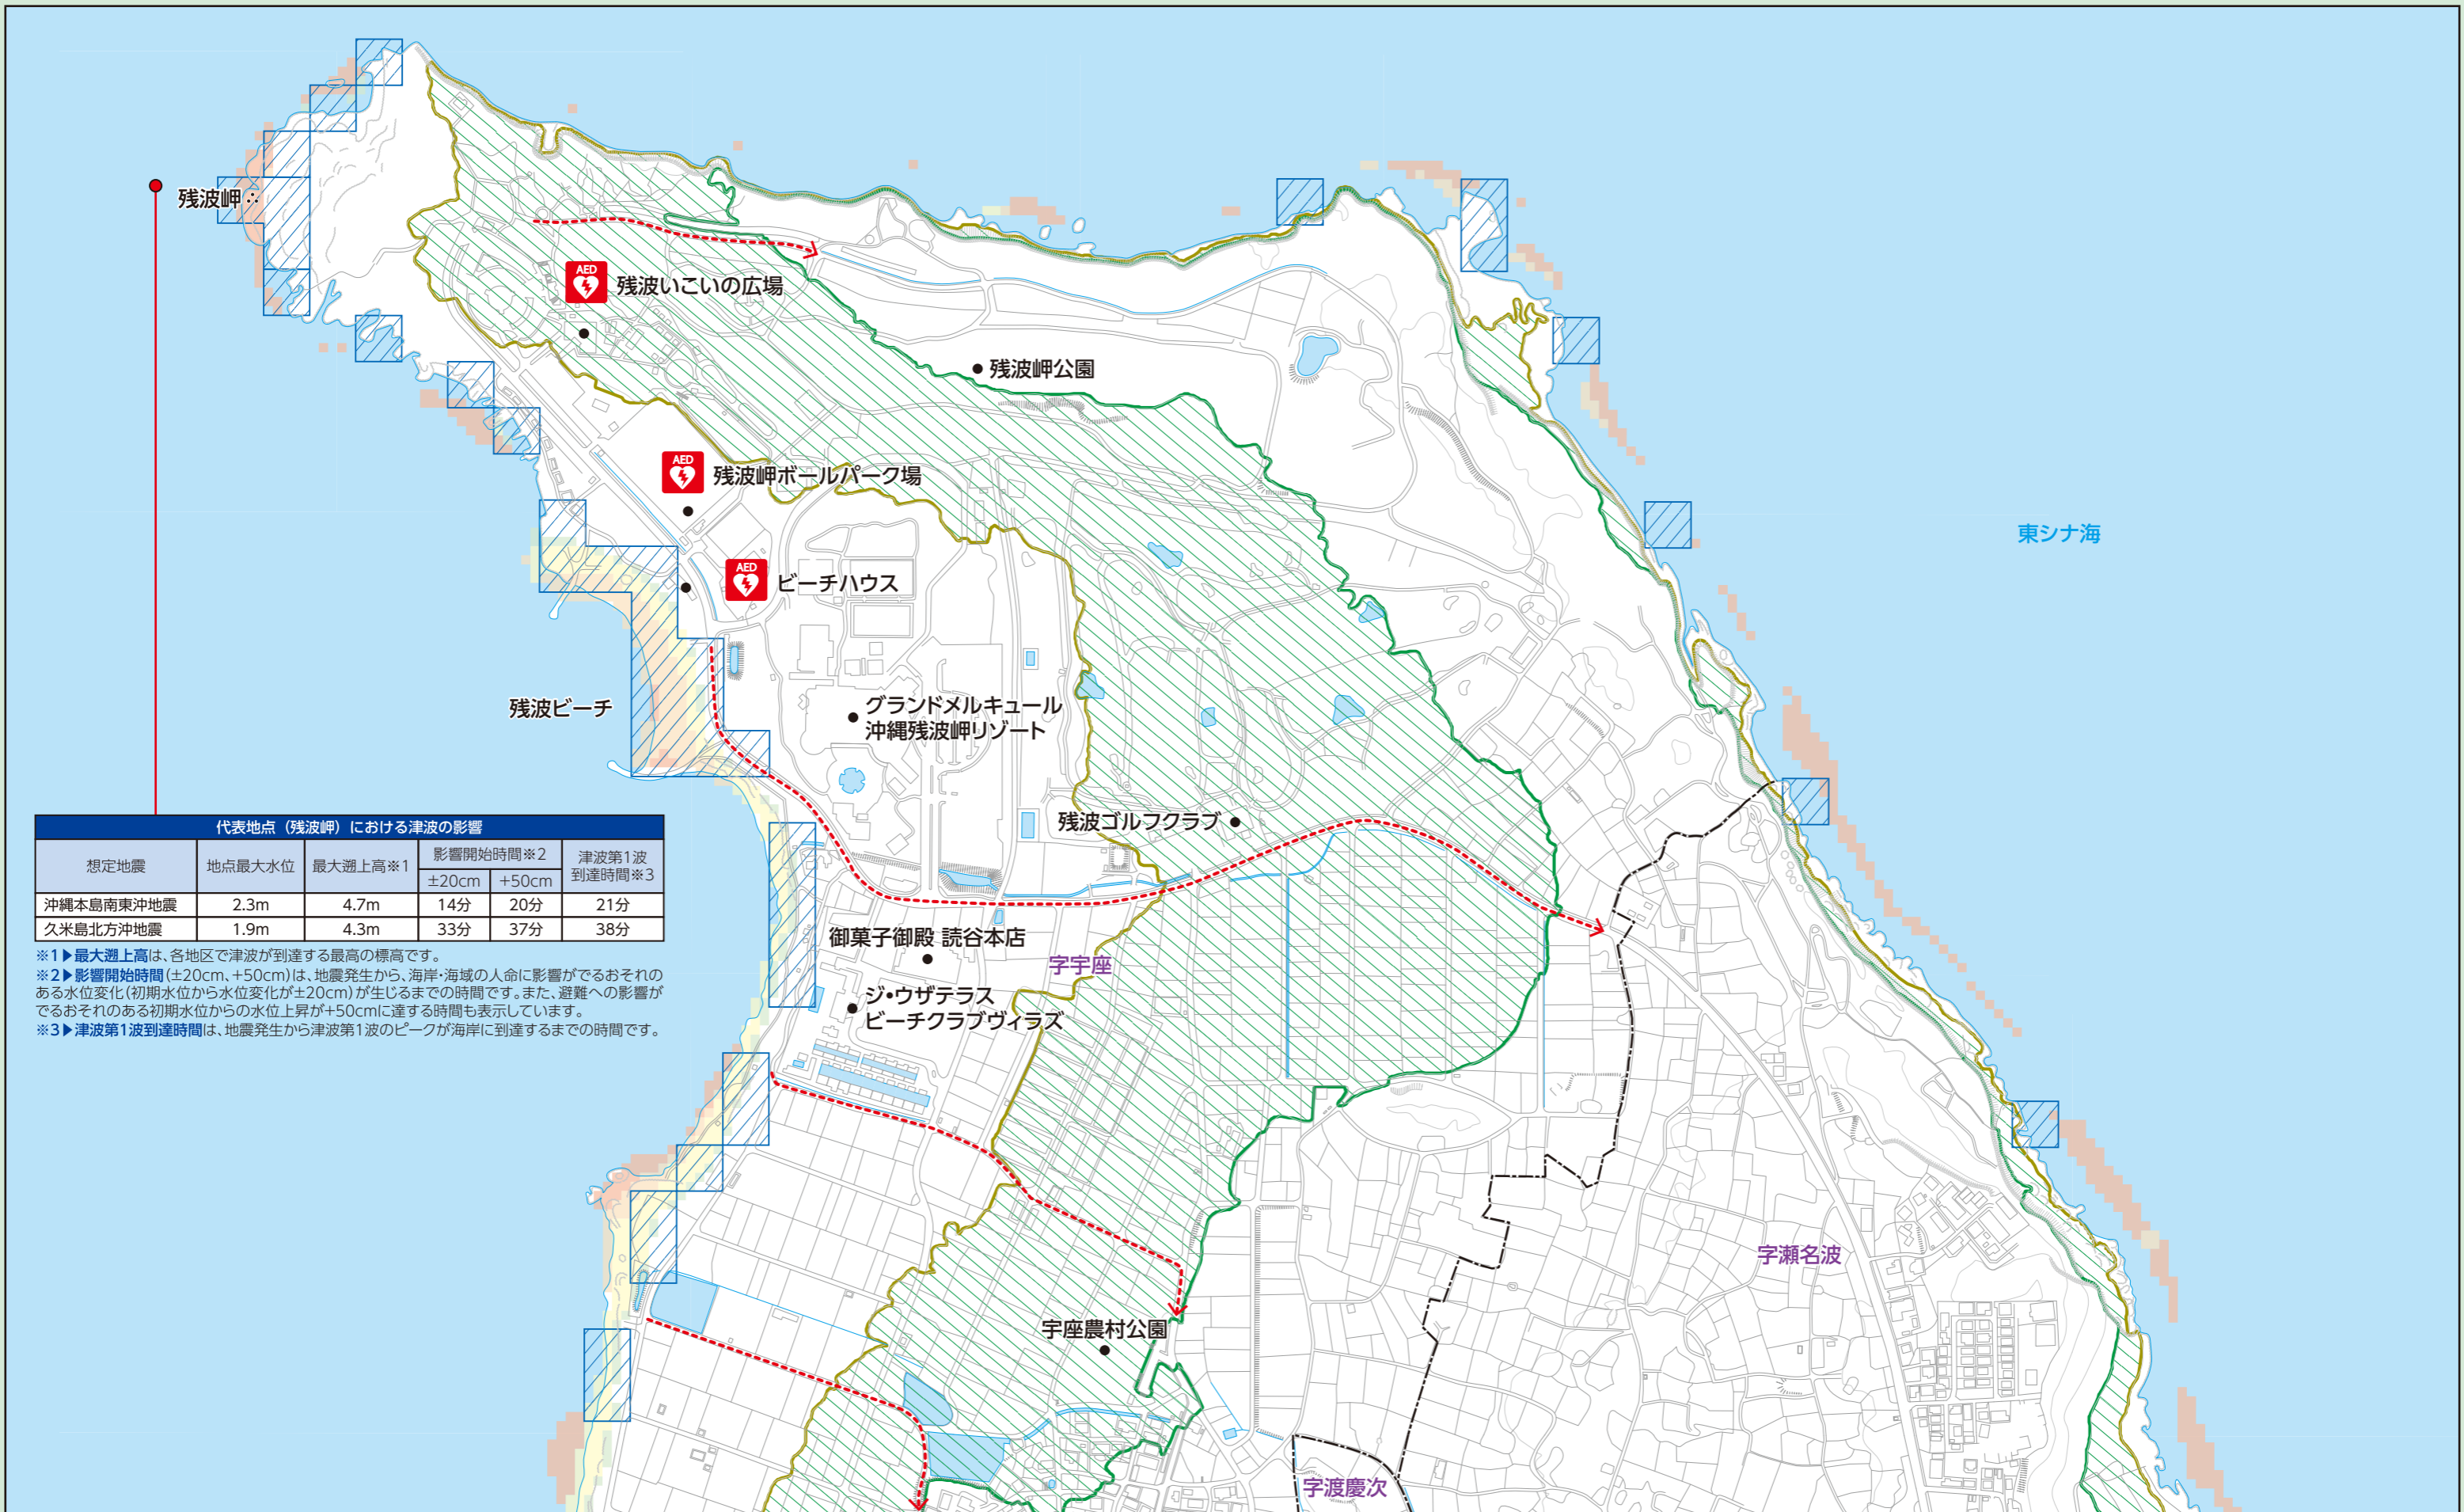 残波岬
AED
残波いこいの広場
残波岬公園
AED
残波岬ボールパーク場
東シナ海
AED
ビーチハウス
残波ビーチ
グランドメルキュール
沖縄残波岬リゾート
残波ゴルフクラブ
代表地点（残波岬）における津波の影響
想定地震 地点最大水位 最大遡上高※1 影響開始時間※2 津波第1波到達時間※3
±20cm +50cm
沖縄本島南東沖地震 2.3m 4.7m 14分 20分 21分
久米島北方沖地震 1.9m 4.3m 33分 37分 38分
※1▶最大遡上高は、各地区で津波が到達する最高の標高です。
※2▶影響開始時間(±20cm、+50cm)は、地震発生から、海岸・海域の人命に影響がでるおそれの
ある水位変化(初期水位から水位変化が±20cm)が生じるまでの時間です。また、避難への影響が
でるおそれのある初期水位からの水位上昇が+50cmに達する時間も表示しています。
※3▶津波第1波到達時間は、地震発生から津波第1波のピークが海岸に到達するまでの時間です。
御菓子御殿 読谷本店
字宇座
ジ・ウザテラス
ビーチクラブヴィラズ
字瀬名波
宇座農村公園
字渡慶次